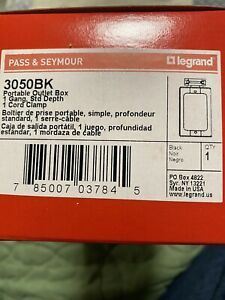 PASS & SEYMOUR
legrand
3050BK
Portable Outlet Box
1 Gang, Std Depth
1 Cord Clamp
Boîtier de prise portable, simple, profondeur
standard, 1 serre-câble
Caja de salida portátil, 1 juego, profundidad
estándar, 1 mordaza de cable
Black
Noir
Negro
QTY
1
7 85007 03784 5
PO Box 4822
Syr. NY 13221
Made in USA
www.legrand.us